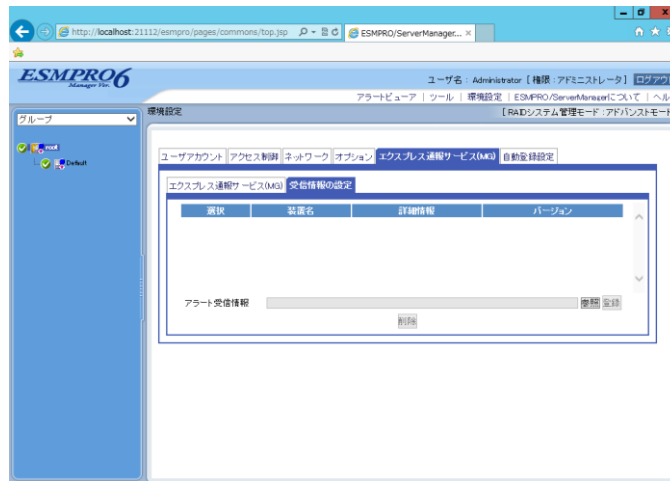 http://localhost:21112/esmpro/pages/commons/top.jsp
ESMPRO/ServerManager...
ESMPRO6
Manager Ver.
ユーザ名 : Administrator [ 権限 : アドミニストレータ ] ログアウ
アラートビューア | ツール | 環境設定 | ESMPRO/ServerManagerについて | ヘル
グループ
環境設定
[ RAIDシステム管理モード : アドバンストモード
root
Default
ユーザアカウント アクセス制御 ネットワーク オプション エクスプレス通報サービス(MG) 自動登録設定
エクスプレス通報サービス(MG) 受信情報の設定
選択 装置名 詳細情報 バージョン
アラート受信情報 参照 登録
削除